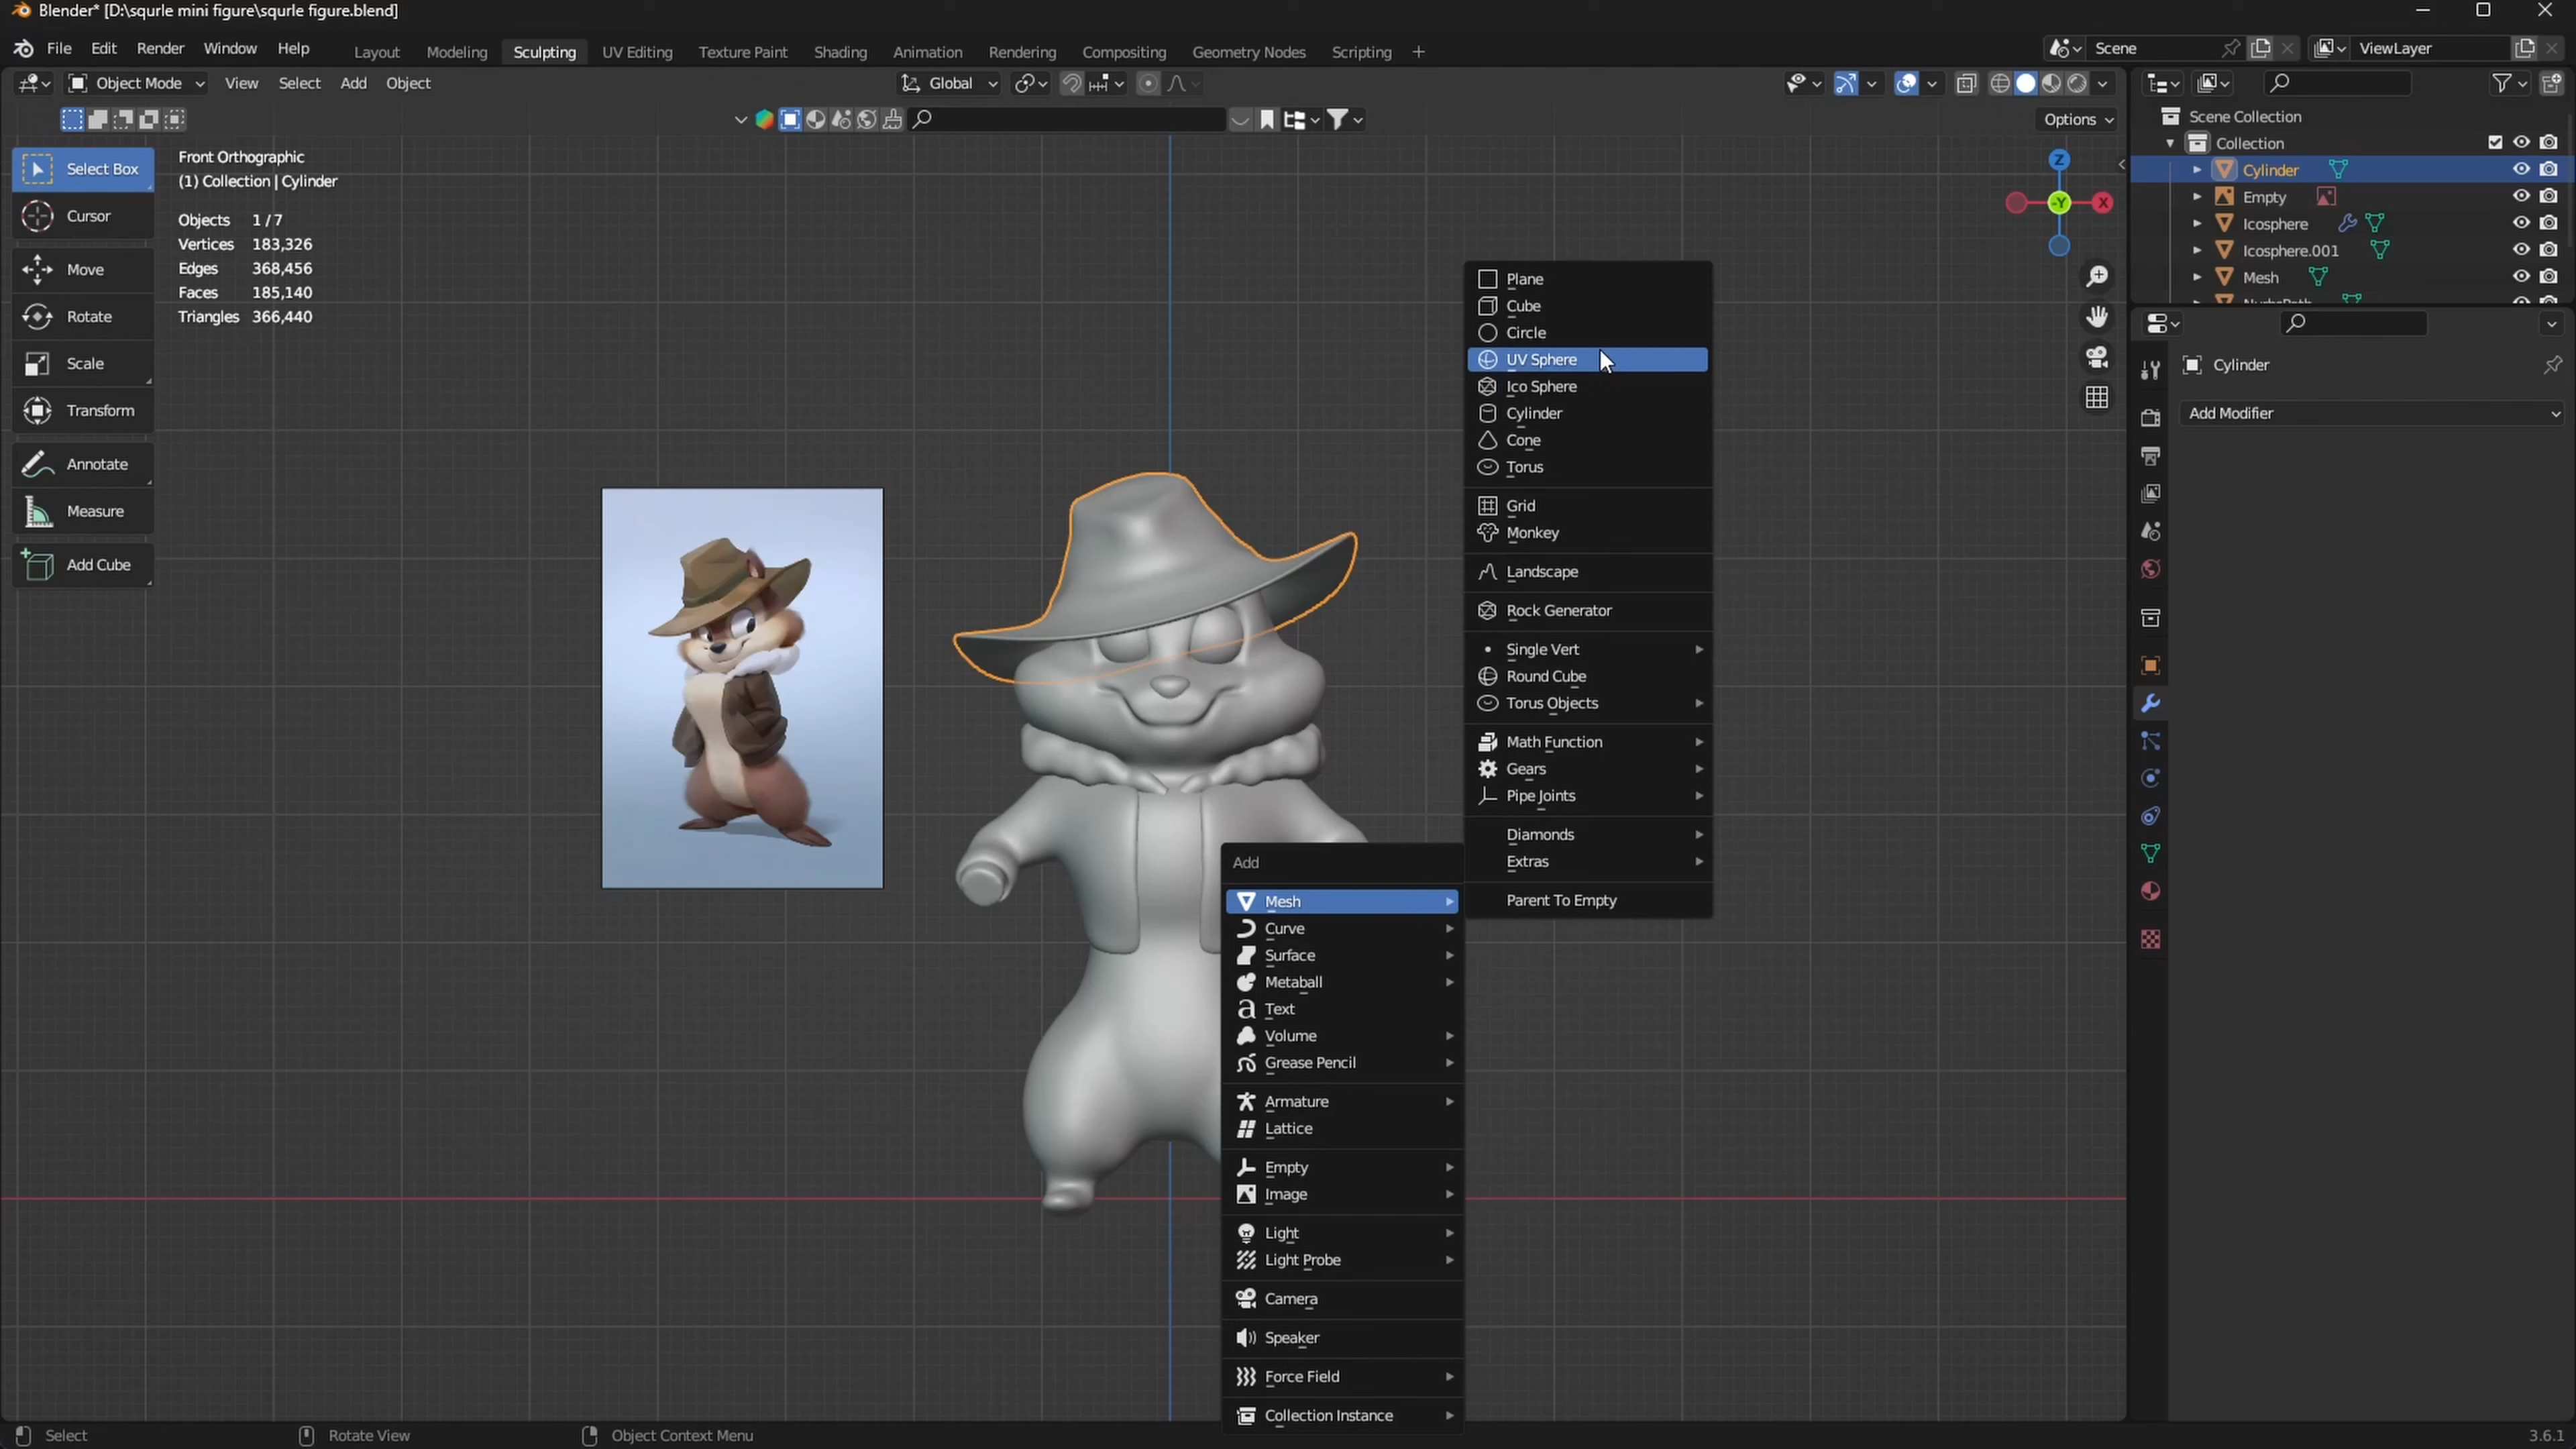 Blender* [D:\squrle mini figure\squrle figure.blend]
File Edit Render Window Help Layout Modeling Sculpting UV Editing Texture Paint Shading Animation Rendering Compositing Geometry Nodes Scripting + Scene ViewLayer
Object Mode View Select Add Object Global
Options
Select Box
Cursor
Move
Rotate
Scale
Transform
Annotate
Measure
Add Cube
Front Orthographic
(1) Collection | Cylinder
Objects 1 / 7
Vertices 183,326
Edges 368,456
Faces 185,140
Triangles 366,440
Z
-Y
X
Plane
Cube
Circle
UV Sphere
Ico Sphere
Cylinder
Cone
Torus
Grid
Monkey
Landscape
Rock Generator
Single Vert
Round Cube
Torus Objects
Math Function
Gears
Pipe Joints
Diamonds
Extras
Parent To Empty
Add
Mesh
Curve
Surface
Metaball
Text
Volume
Grease Pencil
Armature
Lattice
Empty
Image
Light
Light Probe
Camera
Speaker
Force Field
Collection Instance
Scene Collection
Collection
Cylinder
Empty
Icosphere
Icosphere.001
Mesh
NurbsPath
Cylinder
Add Modifier
Select Rotate View Object Context Menu 3.6.1